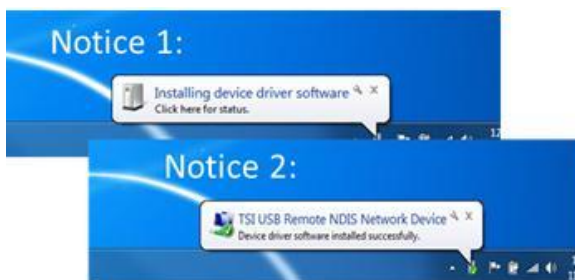 Notice 1:
Installing device driver software
Click here for status.
12
Notice 2:
TSI USB Remote NDIS Network Device
Device driver software installed successfully.